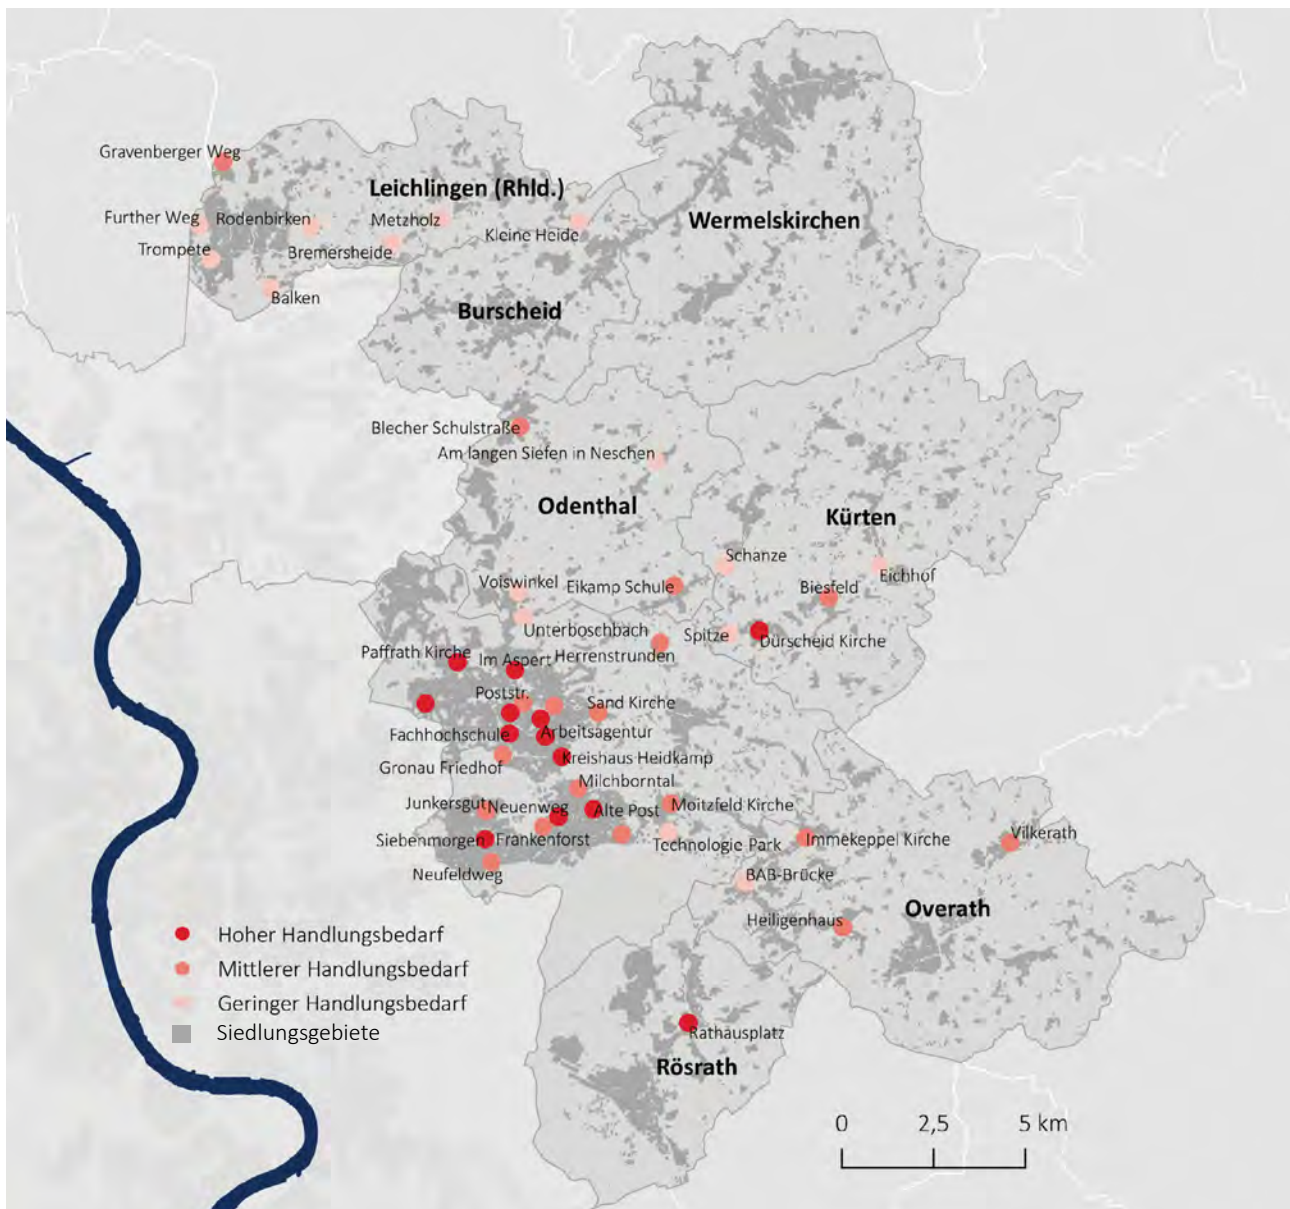 Gravenberger Weg
Leichlingen (Rhld.)
Further Weg
Rodenbirken
Metzholz
Wermelskirchen
Kleine Heide
Trompete
Bremersheide
Balken
Burscheid
Blecher Schulstraße
Am langen Siefen in Neschen
Odenthal
Kürten
Schanze
Eichhof
Voiswinkel
Eikamp Schule
Biesfeld
Unterboschbach
Spitze
Dürscheid Kirche
Paffrath Kirche
Im Aspert
Herrenstrunden
Poststr.
Sand Kirche
Fachhochschule
Arbeitsagentur
Gronau Friedhof
Kreishaus Heidkamp
Milchborntal
Junkersgut
Neuenweg
Alte Post
Moitzfeld Kirche
Siebenmorgen
Frankenforst
Technologie Park
Immekeppel Kirche
Vilkerath
Neufeldweg
BAB-Brücke
Heiligenhaus
Overath
Hoher Handlungsbedarf
Mittlerer Handlungsbedarf
Geringer Handlungsbedarf
Siedlungsgebiete
Rathausplatz
Rösrath
0 2,5 5 km